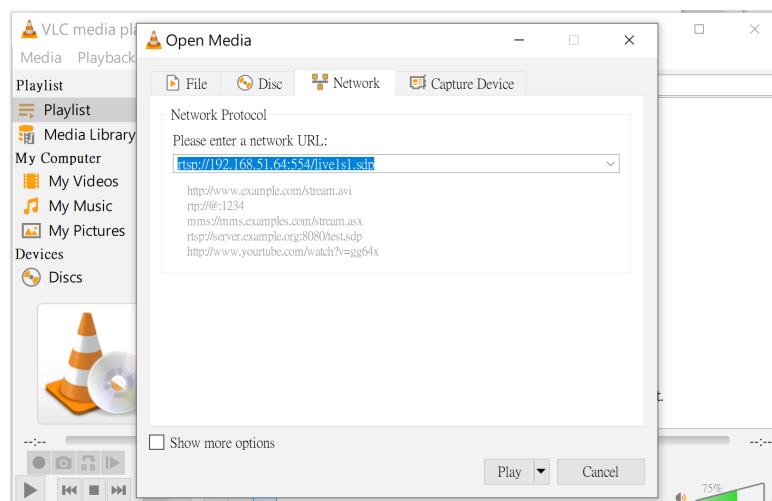 VLC media pla
Media Playback
Playlist
Playlist
Media Library
My Computer
My Videos
My Music
My Pictures
Devices
Discs
Open Media
File Disc Network Capture Device
Network Protocol
Please enter a network URL:
rtsp://192.168.51.64:554/live1s1.sdp
http://www.example.com/stream.avi
rtp://@:1234
mms://mms.examples.com/stream.asx
rtsp://server.example.org:8080/test.sdp
http://www.yourtube.com/watch?v=gg64x
t.
Show more options
Play Cancel
--:-- --:--
A B
75%